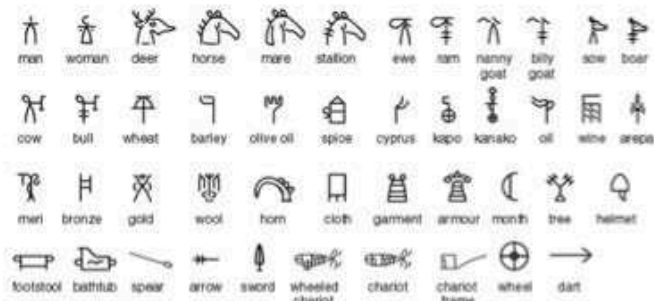 man woman deer horse mare stallion ewe ram nanny goat billy goat sow boar
cow bull wheat barley olive oil spice cyprus kapo kanako oil wine arepa
meri bronze gold wool horn cloth garment armour month tree helmet
footstool bathtub spear arrow sword wheeled chariot chariot chariot frame wheel dart